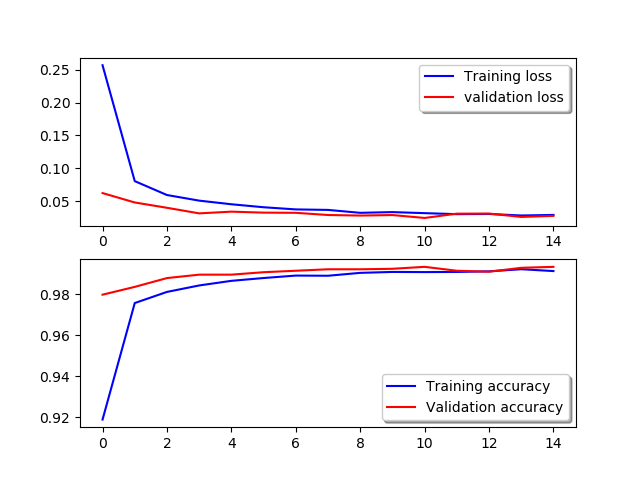 0.25
0.20
0.15
0.10
0.05
Training loss
validation loss
0 2 4 6 8 10 12 14
0.98
0.96
0.94
0.92
Training accuracy
Validation accuracy
0 2 4 6 8 10 12 14